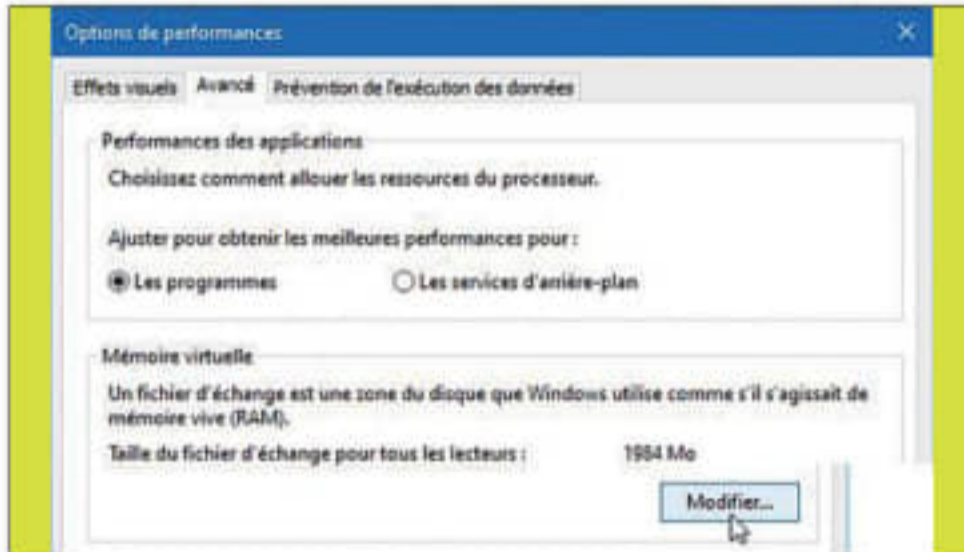 Options de performances
Effets visuels Avancé Prévention de l'exécution des données
Performances des applications
Choisissez comment allouer les ressources du processeur.
Ajuster pour obtenir les meilleures performances pour :
Les programmes Les services d'arrière-plan
Mémoire virtuelle
Un fichier d'échange est une zone du disque que Windows utilise comme s'il s'agissait de
mémoire vive (RAM).
Taille du fichier d'échange pour tous les lecteurs : 1984 Mo
Modifier...